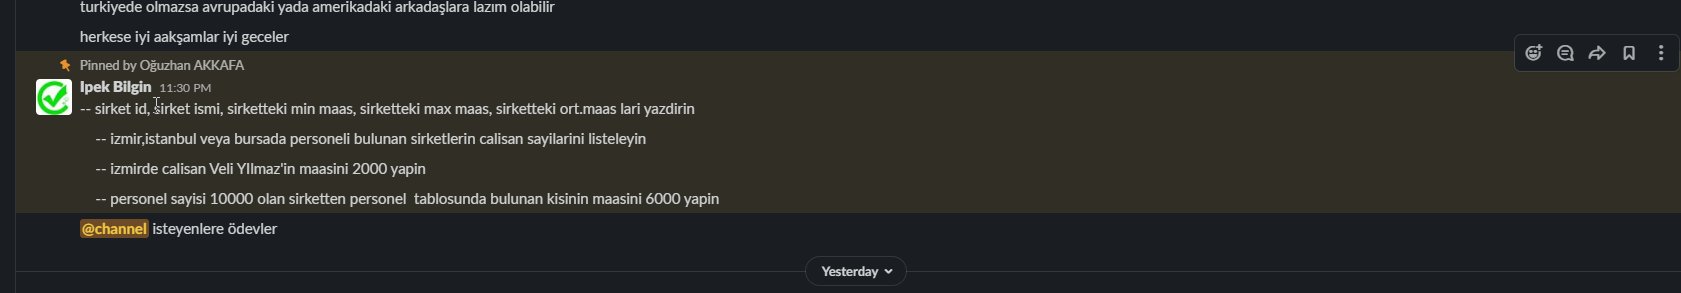 turkiyede olmazsa avrupadaki yada amerikadaki arkadaşlara lazım olabilir
herkese iyi aakşamlar iyi geceler
Pinned by Oğuzhan AKKAFA
Ipek Bilgin 11:30 PM
-- sirket id, sirket ismi, sirketteki min maas, sirketteki max maas, sirketteki ort.maas lari yazdirin
-- izmir,istanbul veya bursada personeli bulunan sirketlerin calisan sayilarini listeleyin
-- izmirde calisan Veli YIlmaz'in maasini 2000 yapin
-- personel sayisi 10000 olan sirketten personel  tablosunda bulunan kisinin maasini 6000 yapin
@channel isteyenlere ödevler
Yesterday